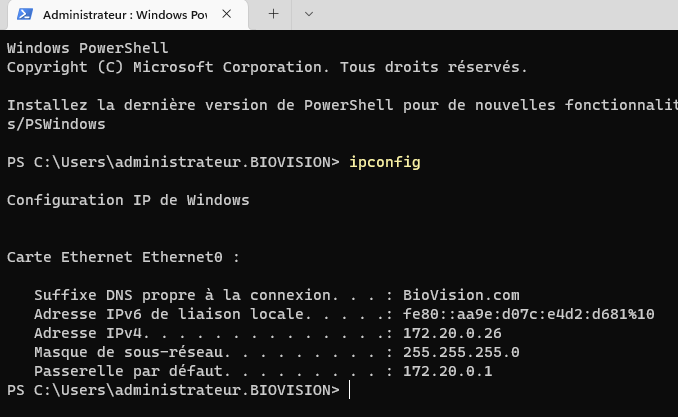 Administrateur : Windows Pow
Windows PowerShell
Copyright (C) Microsoft Corporation. Tous droits réservés.
Installez la dernière version de PowerShell pour de nouvelles fonctionnalit
s/PSWindows
PS C:\Users\administrateur.BIOVISION> ipconfig
Configuration IP de Windows
Carte Ethernet Ethernet0 :
Suffixe DNS propre à la connexion. . . : BioVision.com
Adresse IPv6 de liaison locale. . . . .: fe80::aa9e:d07c:e4d2:d681%10
Adresse IPv4. . . . . . . . . . . . . .: 172.20.0.26
Masque de sous-réseau. . . . . . . . . : 255.255.255.0
Passerelle par défaut. . . . . . . . . : 172.20.0.1
PS C:\Users\administrateur.BIOVISION>